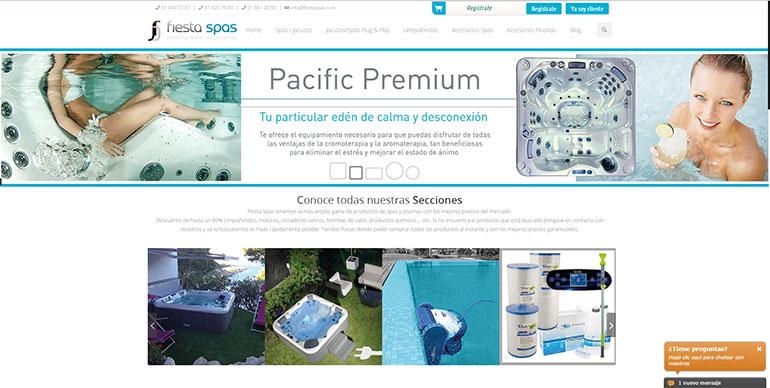 91 499 72 67 | 91 426 70 89 | 91 841 20 00 | info@fiestaspas.com
Regístrate
Regístrate
Ya soy cliente
fiesta spas
Home Spas / Jacuzzis Jacuzzis/Spas Plug & Play Limpiafondos Accesorios Spas Accesorios Piscinas Blog
Pacific Premium
Tu particular edén de calma y desconexión
Te ofrece el equipamiento necesario para que puedas disfrutar de todas
las ventajas de la cromoterapia y la aromaterapia, tan beneficiosas
para eliminar el estrés y mejorar el estado de ánimo
Conoce todas nuestras Secciones
Fiesta Spas tenemos la más amplia gama de productos de spas y piscinas con los mejores precios del mercado.
Descuento de hasta un 80% Limpiafondos, motores, cloradores salinos, bombas de calor, productos químicos... etc. Si no encuentra el producto que está buscando pongase en contacto con
nosotros y se lo buscaremos lo más rápidamente posible. Tiendas físicas donde poder comprar todos los productos al instante y con los mejores precios garantizados.
¿Tiene preguntas?
Haga clic aquí para chatear con
nosotros
1 nuevo mensaje